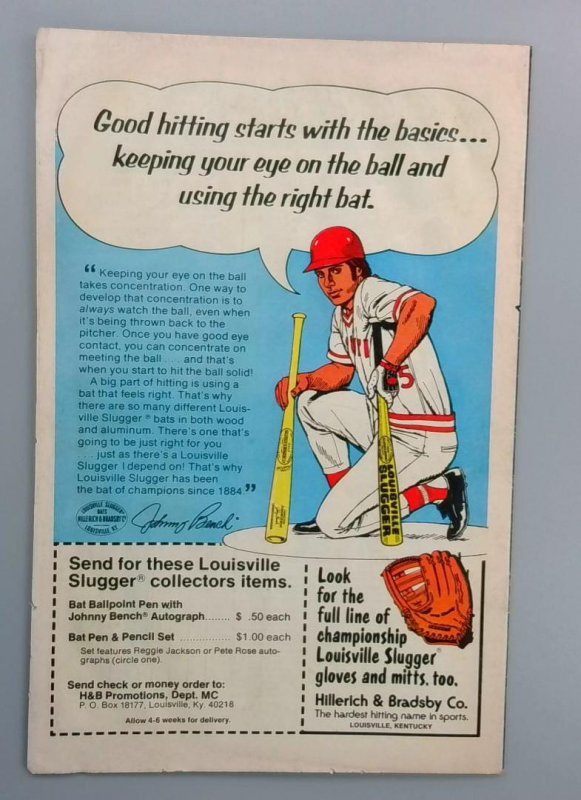 Good hitting starts with the basics...
keeping your eye on the ball and
using the right bat.
“ Keeping your eye on the ball
takes concentration. One way to
develop that concentration is to
always watch the ball, even when
it's being thrown back to the
pitcher. Once you have good eye
contact, you can concentrate on
meeting the ball . . . . and that's
when you start to hit the ball solid!
A big part of hitting is using a
bat that feels right. That's why
there are so many different Louis-
ville Slugger® bats in both wood
and aluminum. There's one that's
going to be just right for you
. . . just as there's a Louisville
Slugger I depend on! That's why
Louisville Slugger has been
the bat of champions since 1884.”
LOUISVILLE SLUGGER
BATS
HILLERICH & BRADSBY Co
LOUISVILLE, KY.
Johnny Bench
LOUISVILLE
SLUGGER
Send for these Louisville
Slugger® collectors items.
Bat Ballpoint Pen with
Johnny Bench® Autograph........ $ .50 each
Bat Pen & Pencil Set ................. $1.00 each
Set features Reggie Jackson or Pete Rose auto-
graphs (circle one).
Send check or money order to:
H&B Promotions, Dept. MC
P. O. Box 18177, Louisville, Ky. 40218
Allow 4-6 weeks for delivery.
Look
for the
full line of
championship
Louisville Slugger®
gloves and mitts, too.
Hillerich & Bradsby Co.
The hardest hitting name in sports.
LOUISVILLE, KENTUCKY